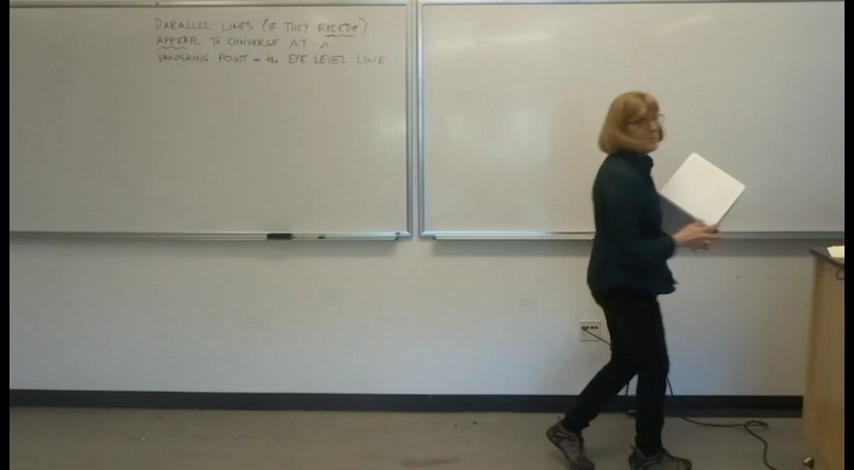 PARALLEL LINES (IF THEY RECEDE)
APPEAR TO CONVERGE AT A
VANISHING POINT on the EYE LEVEL LINE